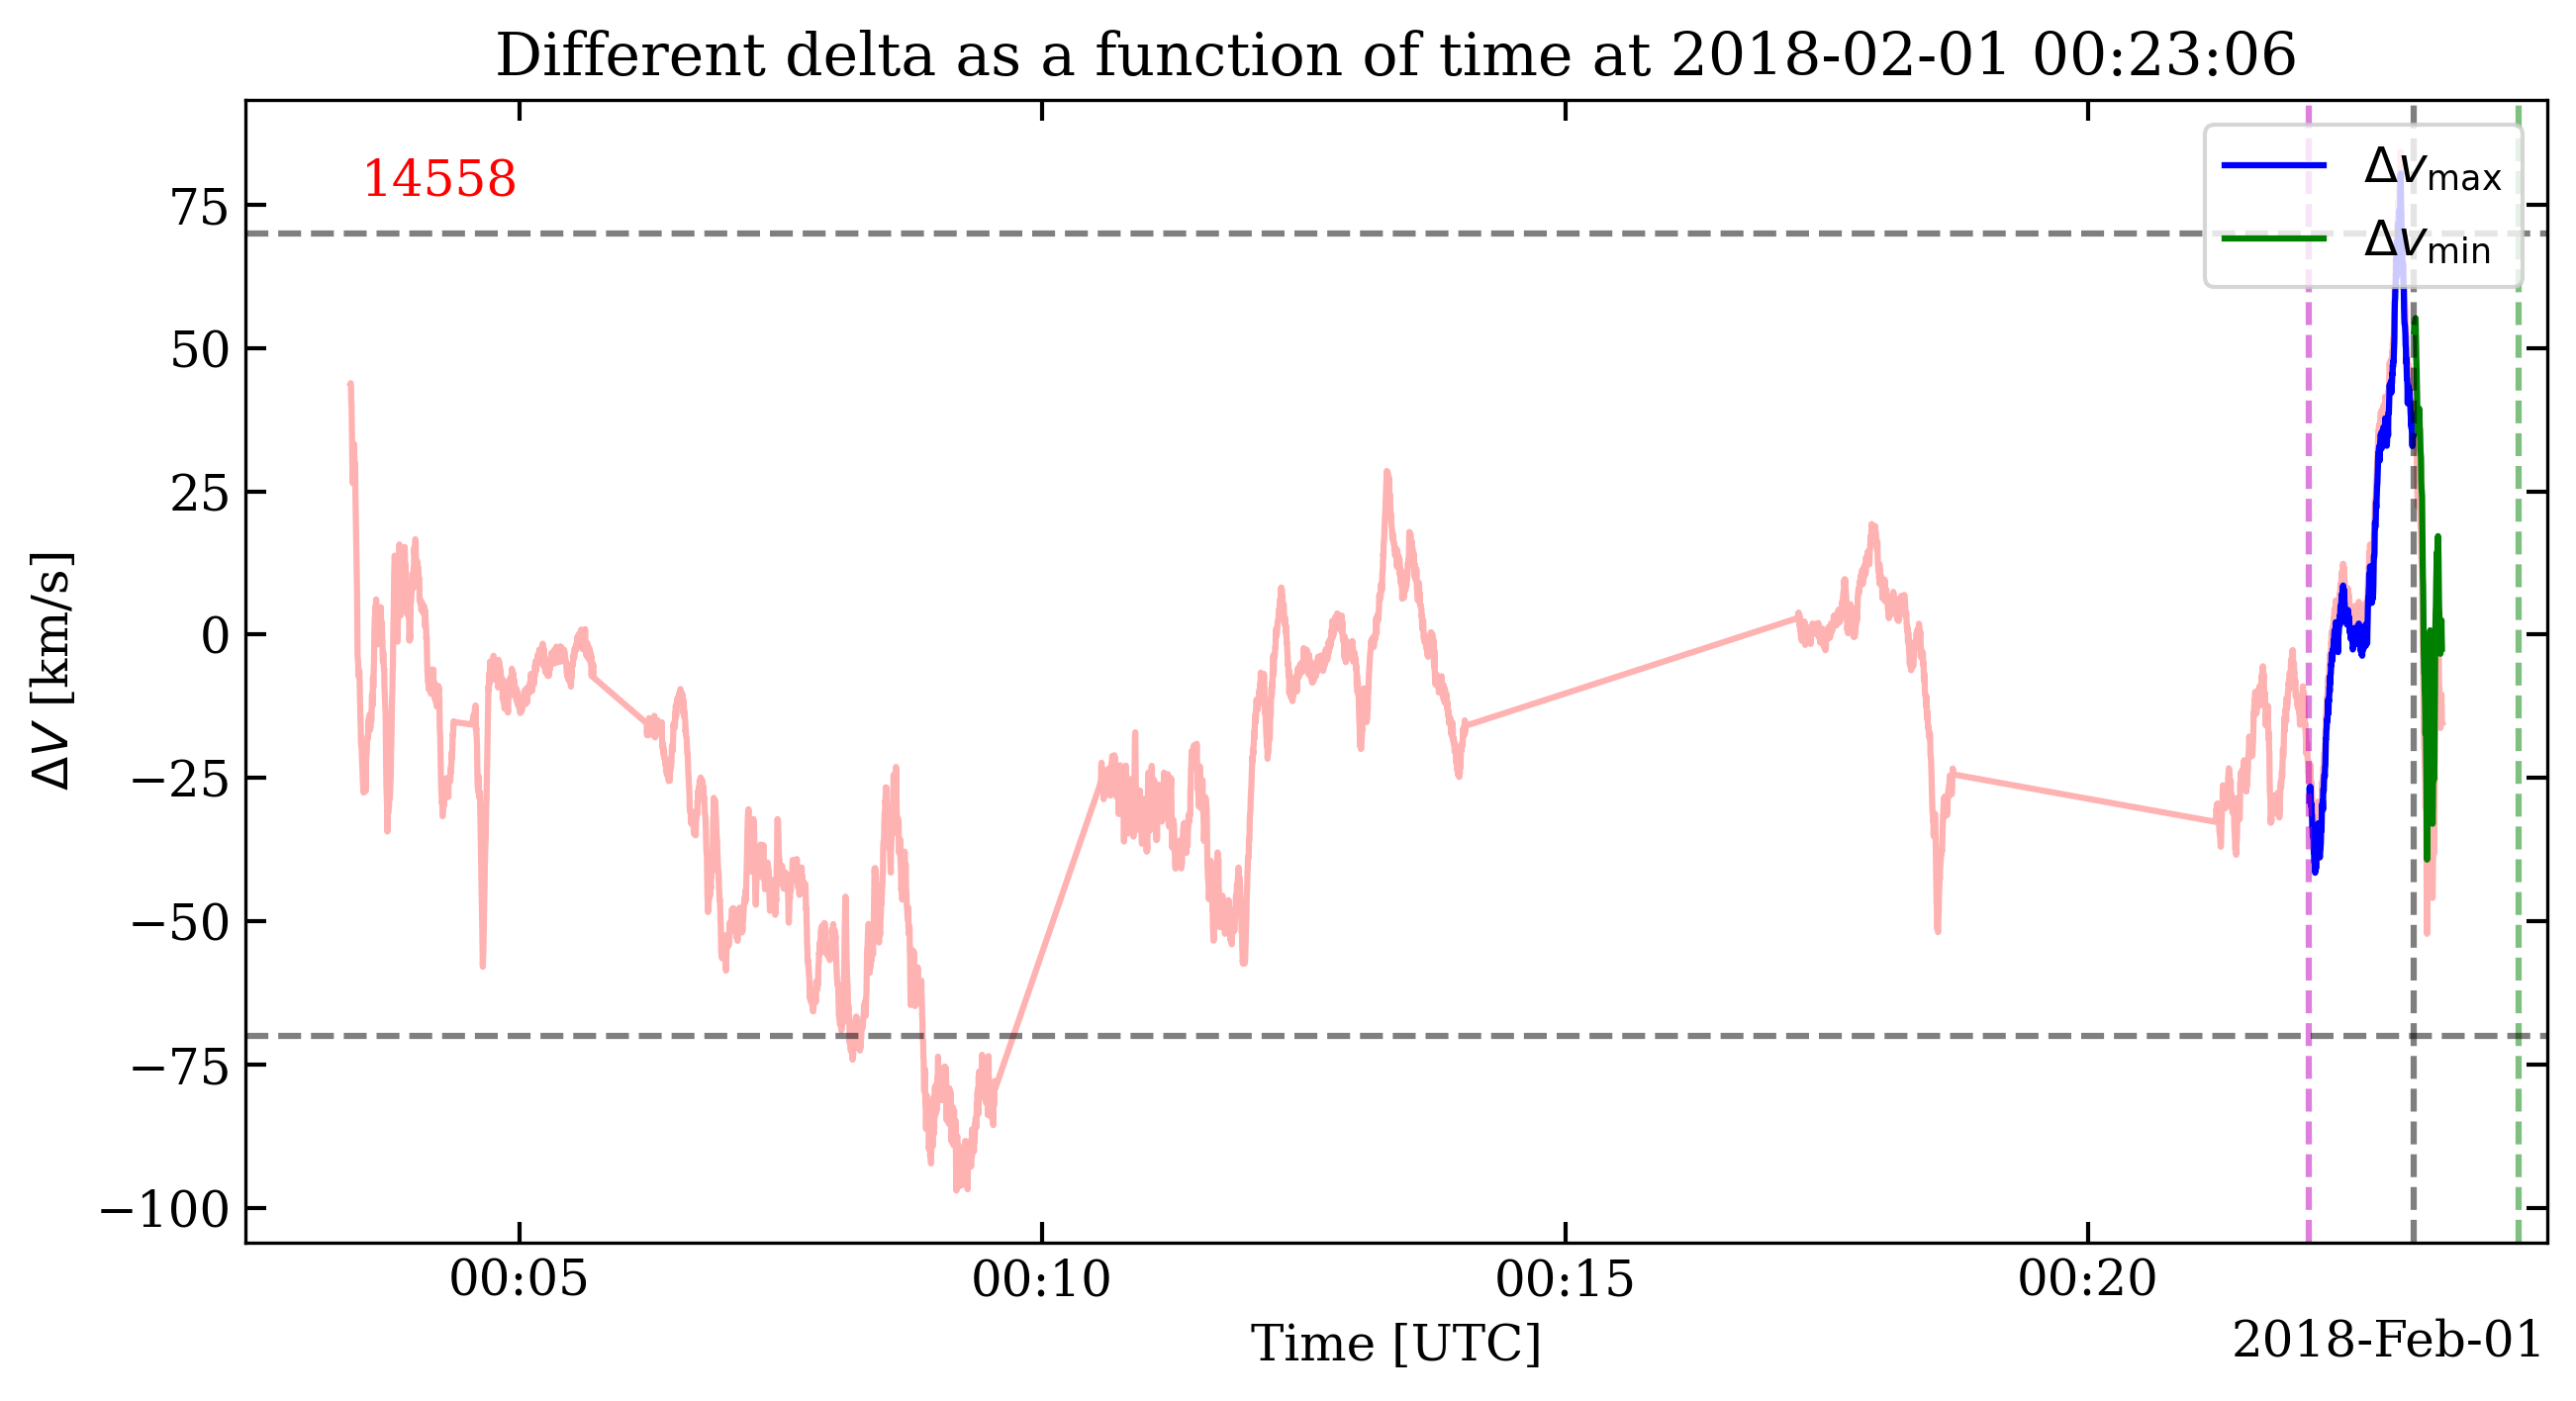 Different delta as a function of time at 2018-02-01 00:23:06
14558
Δv_max
Δv_min
75
50
25
0
−25
−50
−75
−100
ΔV [km/s]
00:05 00:10 00:15 00:20
Time [UTC]
2018-Feb-01